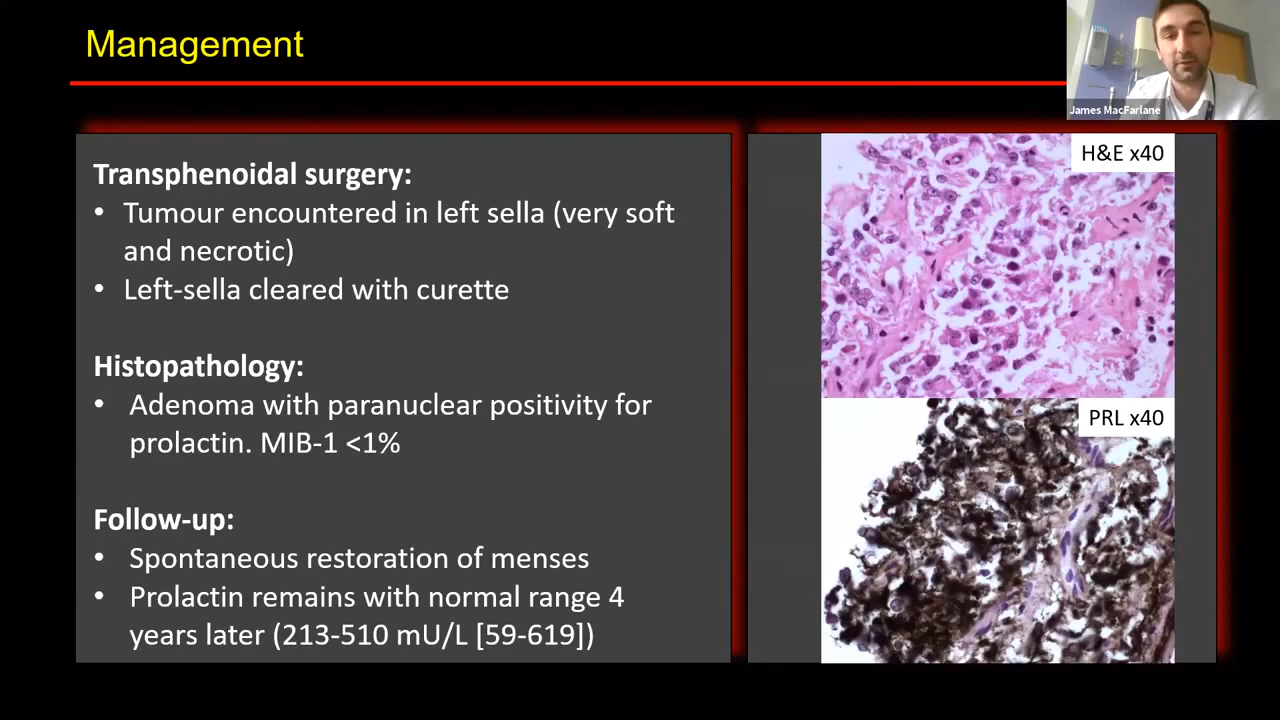 Management
James MacFarlane
Transphenoidal surgery:
• Tumour encountered in left sella (very soft
and necrotic)
• Left-sella cleared with curette
Histopathology:
• Adenoma with paranuclear positivity for
prolactin. MIB-1 <1%
Follow-up:
• Spontaneous restoration of menses
• Prolactin remains with normal range 4
years later (213-510 mU/L [59-619])
H&E x40
PRL x40